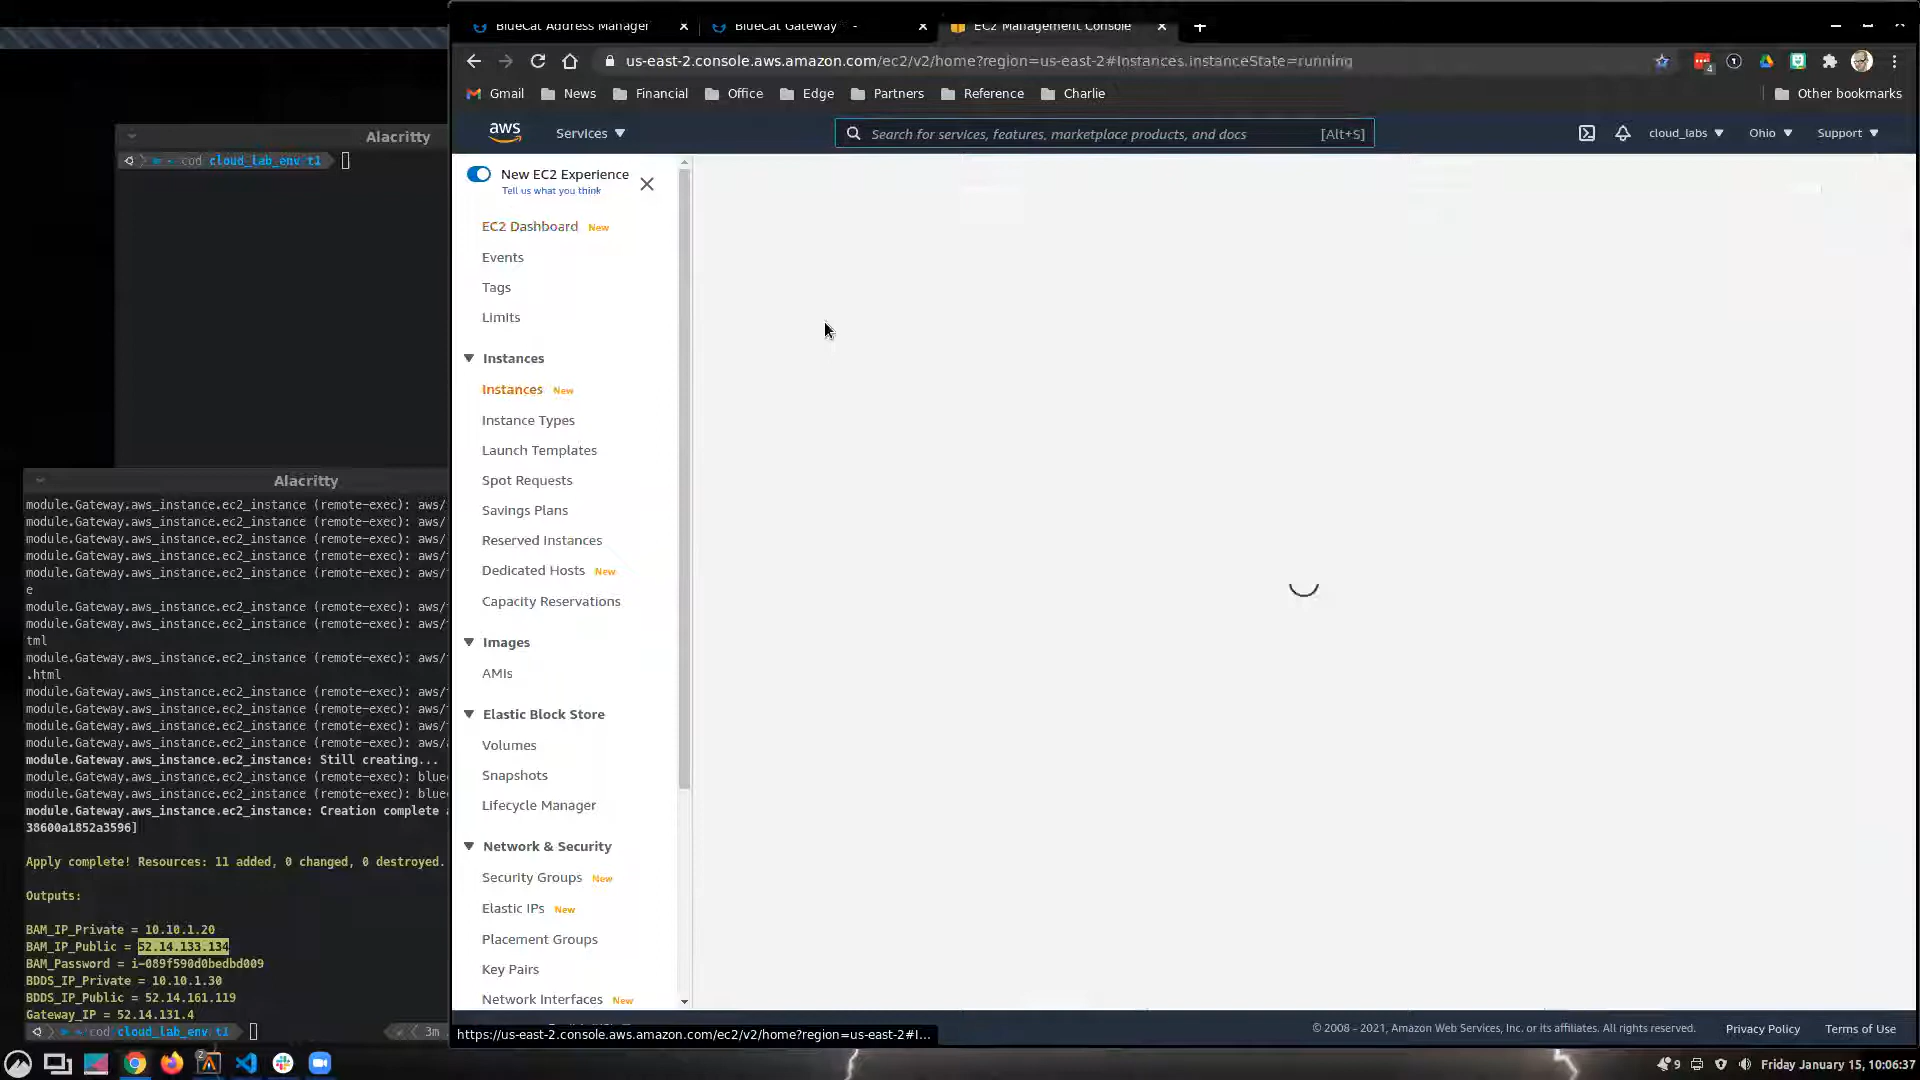 BlueCat Address Manager
BlueCat Gateway -
EC2 Management Console
us-east-2.console.aws.amazon.com/ec2/v2/home?region=us-east-2#Instances:instanceState=running
4
Gmail
News
Financial
Office
Edge
Partners
Reference
Charlie
Other bookmarks
aws
Services
Search for services, features, marketplace products, and docs
[Alt+S]
cloud_labs
Ohio
Support
Alacritty
cod cloud_lab_env t1
New EC2 Experience
Tell us what you think
EC2 Dashboard New
Events
Tags
Limits
Instances
Instances New
Instance Types
Launch Templates
Spot Requests
Savings Plans
Reserved Instances
Dedicated Hosts New
Capacity Reservations
Images
AMIs
Elastic Block Store
Volumes
Snapshots
Lifecycle Manager
Network & Security
Security Groups New
Elastic IPs New
Placement Groups
Key Pairs
Network Interfaces New
Alacritty
module.Gateway.aws_instance.ec2_instance (remote-exec): aws/
module.Gateway.aws_instance.ec2_instance (remote-exec): aws/
module.Gateway.aws_instance.ec2_instance (remote-exec): aws/
module.Gateway.aws_instance.ec2_instance (remote-exec): aws/
module.Gateway.aws_instance.ec2_instance (remote-exec): aws/
e
module.Gateway.aws_instance.ec2_instance (remote-exec): aws/
module.Gateway.aws_instance.ec2_instance (remote-exec): aws/
tml
module.Gateway.aws_instance.ec2_instance (remote-exec): aws/
.html
module.Gateway.aws_instance.ec2_instance (remote-exec): aws/
module.Gateway.aws_instance.ec2_instance (remote-exec): aws/
module.Gateway.aws_instance.ec2_instance (remote-exec): aws/
module.Gateway.aws_instance.ec2_instance (remote-exec): aws/
module.Gateway.aws_instance.ec2_instance: Still creating...
module.Gateway.aws_instance.ec2_instance (remote-exec): blue
module.Gateway.aws_instance.ec2_instance (remote-exec): blue
module.Gateway.aws_instance.ec2_instance: Creation complete
38600a1852a3596]
Apply complete! Resources: 11 added, 0 changed, 0 destroyed.
Outputs:
BAM_IP_Private = 10.10.1.20
BAM_IP_Public = 52.14.133.134
BAM_Password = i-089f590d0bedbd009
BDDS_IP_Private = 10.10.1.30
BDDS_IP_Public = 52.14.161.119
Gateway_IP = 52.14.131.4
cod cloud_lab_env t1
3m
https://us-east-2.console.aws.amazon.com/ec2/v2/home?region=us-east-2#I...
© 2008 - 2021, Amazon Web Services, Inc. or its affiliates. All rights reserved.
Privacy Policy
Terms of Use
2
9
Friday January 15, 10:06:37